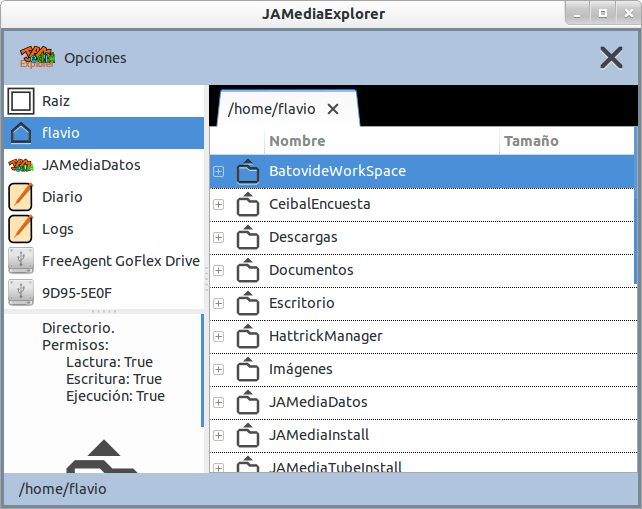 JAMediaExplorer
Opciones
Raiz
flavio
JAMediaDatos
Diario
Logs
FreeAgent GoFlex Drive
9D95-5E0F
Directorio.
Permisos:
Lactura: True
Escritura: True
Ejecución: True
/home/flavio
Nombre Tamaño
BatovideWorkSpace
CeibalEncuesta
Descargas
Documentos
Escritorio
HattrickManager
Imágenes
JAMediaDatos
JAMediaInstall
JAMediaTubeInstall
/home/flavio